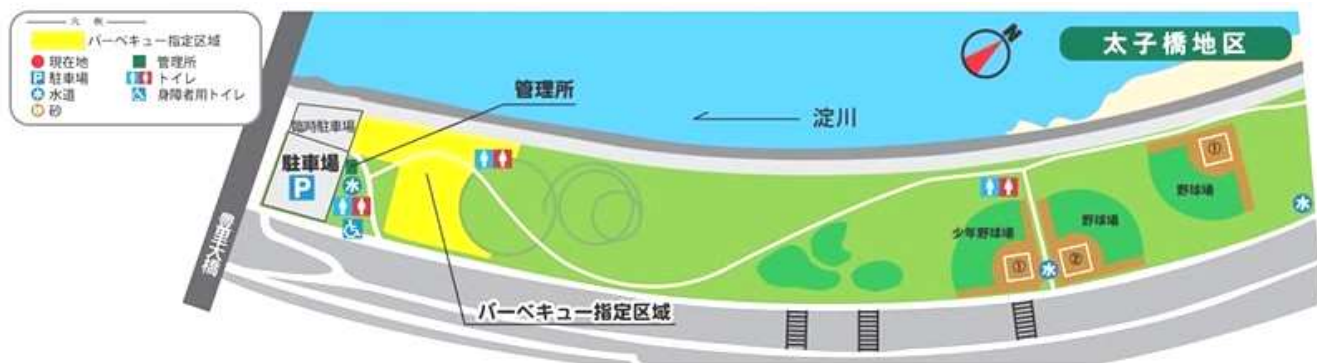 凡例
バーベキュー指定区域
現在地
管理所
P 駐車場
トイレ
水 水道
身障者用トイレ
砂
太子橋地区
N
管理所
淀川
臨時駐車場
駐車場
P
水
豊里大橋
バーベキュー指定区域
少年野球場
①
水
野球場
②
野球場
①
水